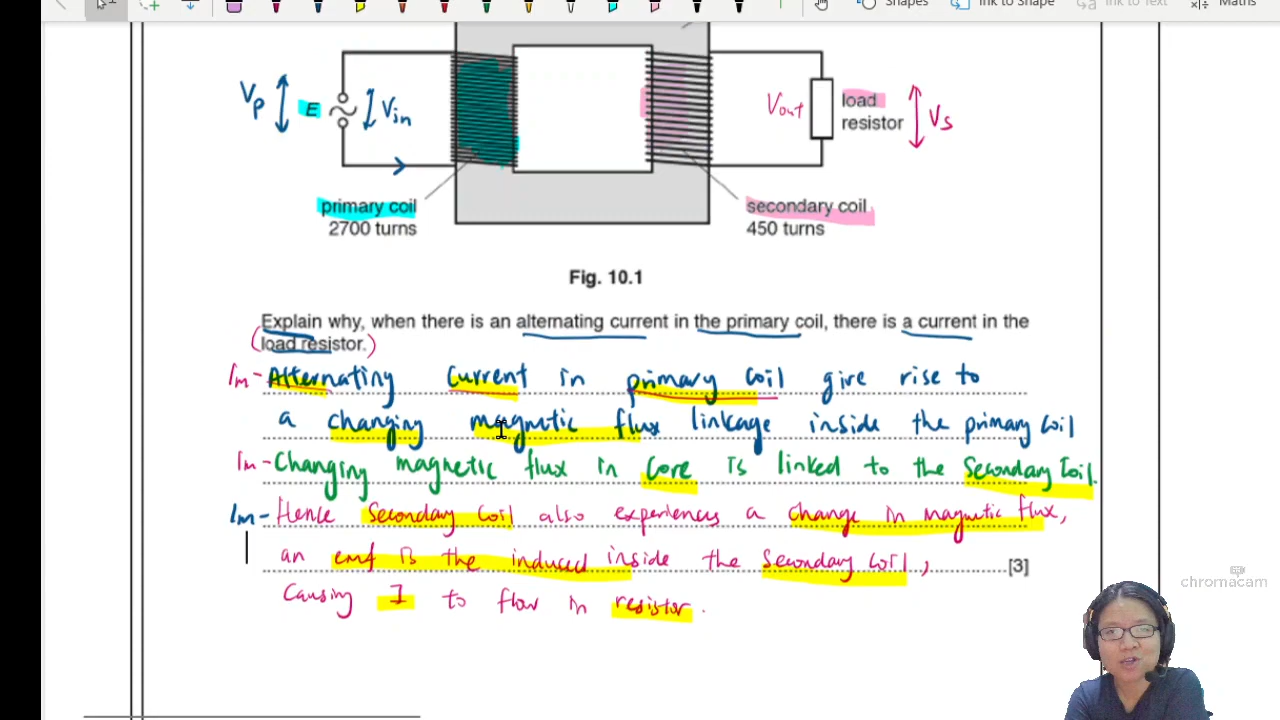 Shapes
Ink to Shape
Ink to Text
Maths
Vp
E
Vin
Vout
load
resistor
Vs
primary coil
2700 turns
secondary coil
450 turns
Fig. 10.1
Explain why, when there is an alternating current in the primary coil, there is a current in the
(load resistor.)
1m - Alternating current in primary coil give rise to
a changing magnetic flux linkage inside the primary coil
1m - Changing magnetic flux in core is linked to the secondary coil.
1m - Hence secondary coil also experiences a change in magnetic flux,
an emf is the induced inside the secondary coil,
[3]
causing I to flow in resistor.
chromacam